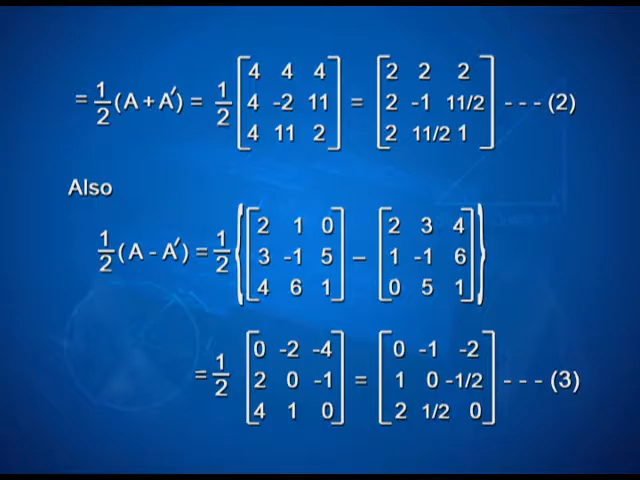 = 1/2 (A + A′) = 1/2 [4 4 4; 4 -2 11; 4 11 2] = [2 2 2; 2 -1 11/2; 2 11/2 1] - - - (2)
Also
1/2 (A - A′) = 1/2 {[2 1 0; 3 -1 5; 4 6 1] – [2 3 4; 1 -1 6; 0 5 1]}
= 1/2 [0 -2 -4; 2 0 -1; 4 1 0] = [0 -1 -2; 1 0 -1/2; 2 1/2 0] - - - (3)